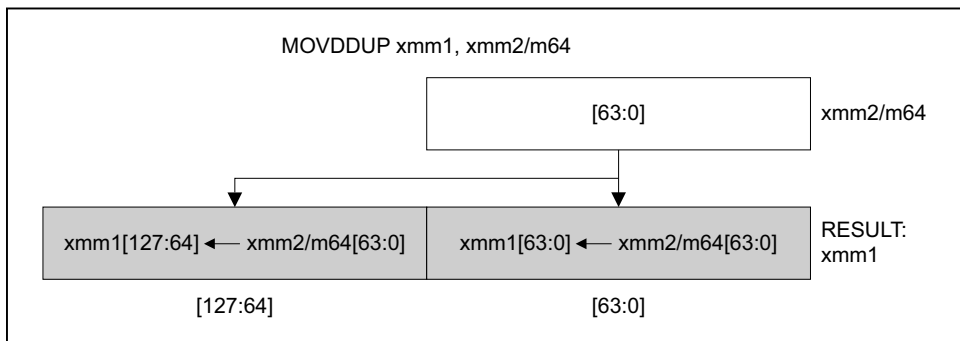 MOVDDUP xmm1, xmm2/m64
[63:0]
xmm2/m64
xmm1[127:64] ← xmm2/m64[63:0]
xmm1[63:0] ← xmm2/m64[63:0]
RESULT:
xmm1
[127:64]
[63:0]